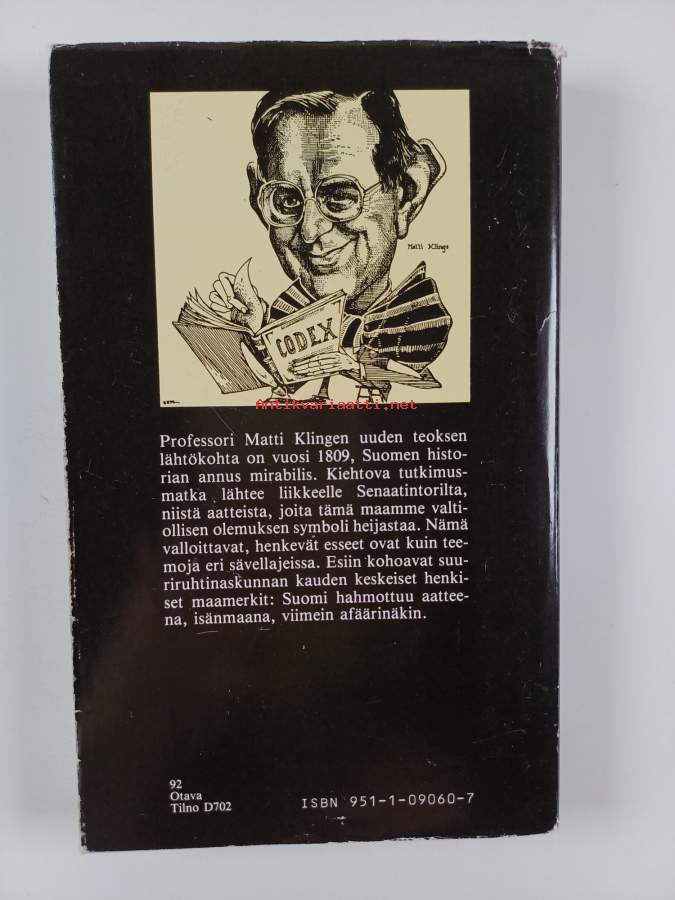 Matti Klinge
CODEX
Antikvariaatti.net
Professori Matti Klingen uuden teoksen
lähtökohta on vuosi 1809, Suomen histo-
rian annus mirabilis. Kiehtova tutkimus-
matka lähtee liikkeelle Senaatintorilta,
niistä aatteista, joita tämä maamme valti-
ollisen olemuksen symboli heijastaa. Nämä
valloittavat, henkevät esseet ovat kuin tee-
moja eri sävellajeissa. Esiin kohoavat suu-
riruhtinaskunnan kauden keskeiset henki-
set maamerkit: Suomi hahmottuu aattee-
na, isänmaana, viimein afäärinäkin.
92
Otava
Tilno D702
ISBN 951-1-09060-7